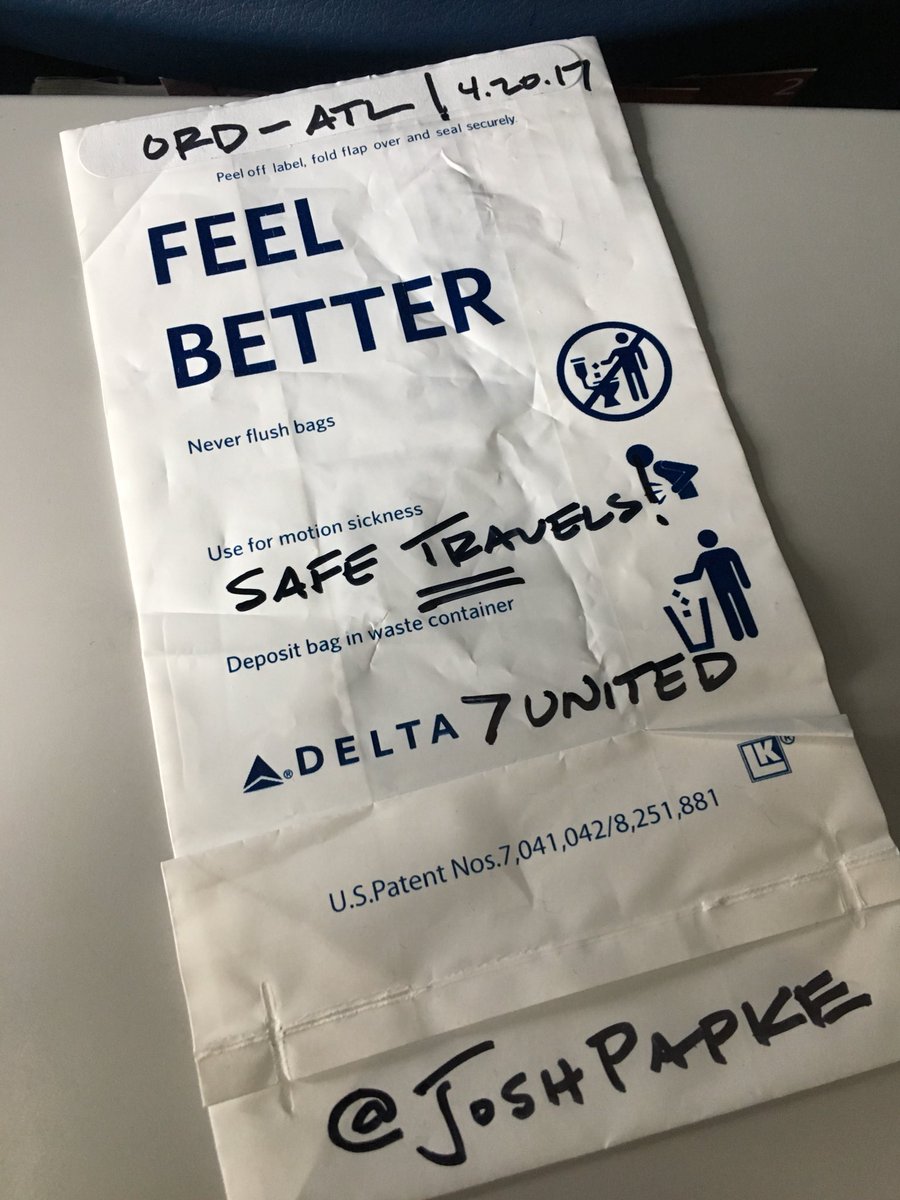 ORD-ATL! 4.20.17
Peel off label, fold flap over and seal securely.
FEEL
BETTER
Never flush bags
Use for motion sickness
SAFE TRAVELS!
Deposit bag in waste container
DELTA 7 UNITED
®
LK®
U.S.Patent Nos.7,041,042/8,251,881
@JOSHPAPKE
2